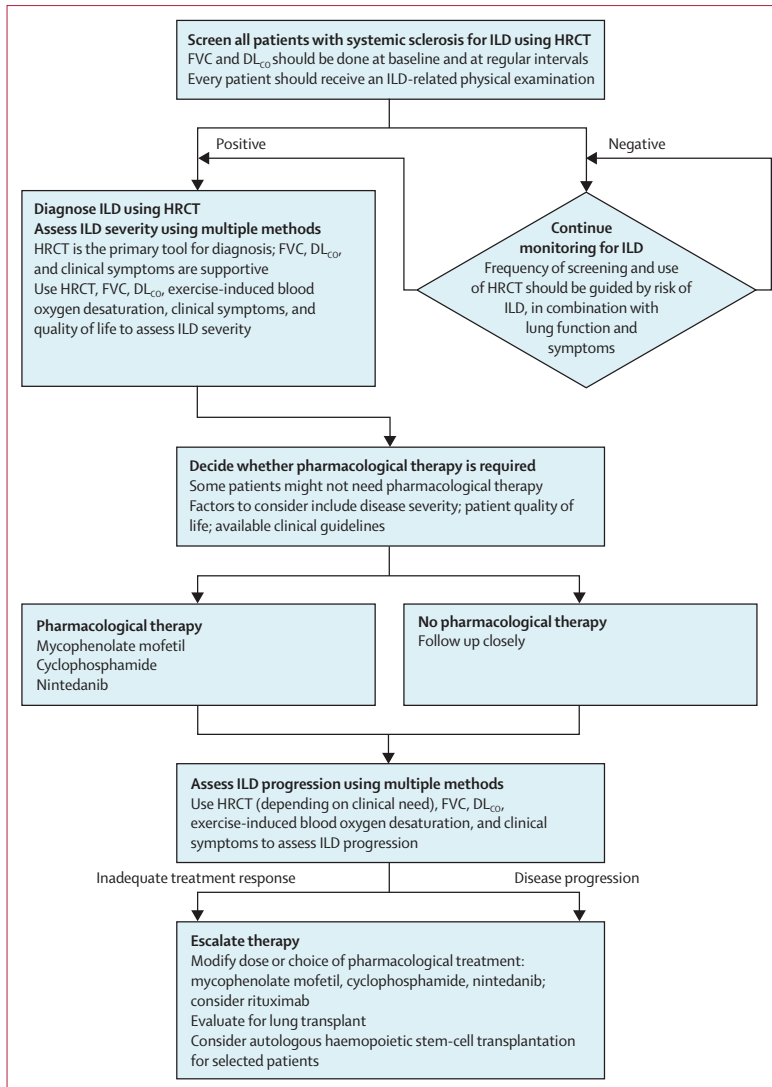 Screen all patients with systemic sclerosis for ILD using HRCT
FVC and DLCO should be done at baseline and at regular intervals
Every patient should receive an ILD-related physical examination
Positive
Negative
Diagnose ILD using HRCT
Assess ILD severity using multiple methods
HRCT is the primary tool for diagnosis; FVC, DLCO,
and clinical symptoms are supportive
Use HRCT, FVC, DLCO, exercise-induced blood
oxygen desaturation, clinical symptoms, and
quality of life to assess ILD severity
Continue
monitoring for ILD
Frequency of screening and use
of HRCT should be guided by risk of
ILD, in combination with
lung function and
symptoms
Decide whether pharmacological therapy is required
Some patients might not need pharmacological therapy
Factors to consider include disease severity; patient quality of
life; available clinical guidelines
Pharmacological therapy
Mycophenolate mofetil
Cyclophosphamide
Nintedanib
No pharmacological therapy
Follow up closely
Assess ILD progression using multiple methods
Use HRCT (depending on clinical need), FVC, DLCO,
exercise-induced blood oxygen desaturation, and clinical
symptoms to assess ILD progression
Inadequate treatment response
Disease progression
Escalate therapy
Modify dose or choice of pharmacological treatment:
mycophenolate mofetil, cyclophosphamide, nintedanib;
consider rituximab
Evaluate for lung transplant
Consider autologous haemopoietic stem-cell transplantation
for selected patients